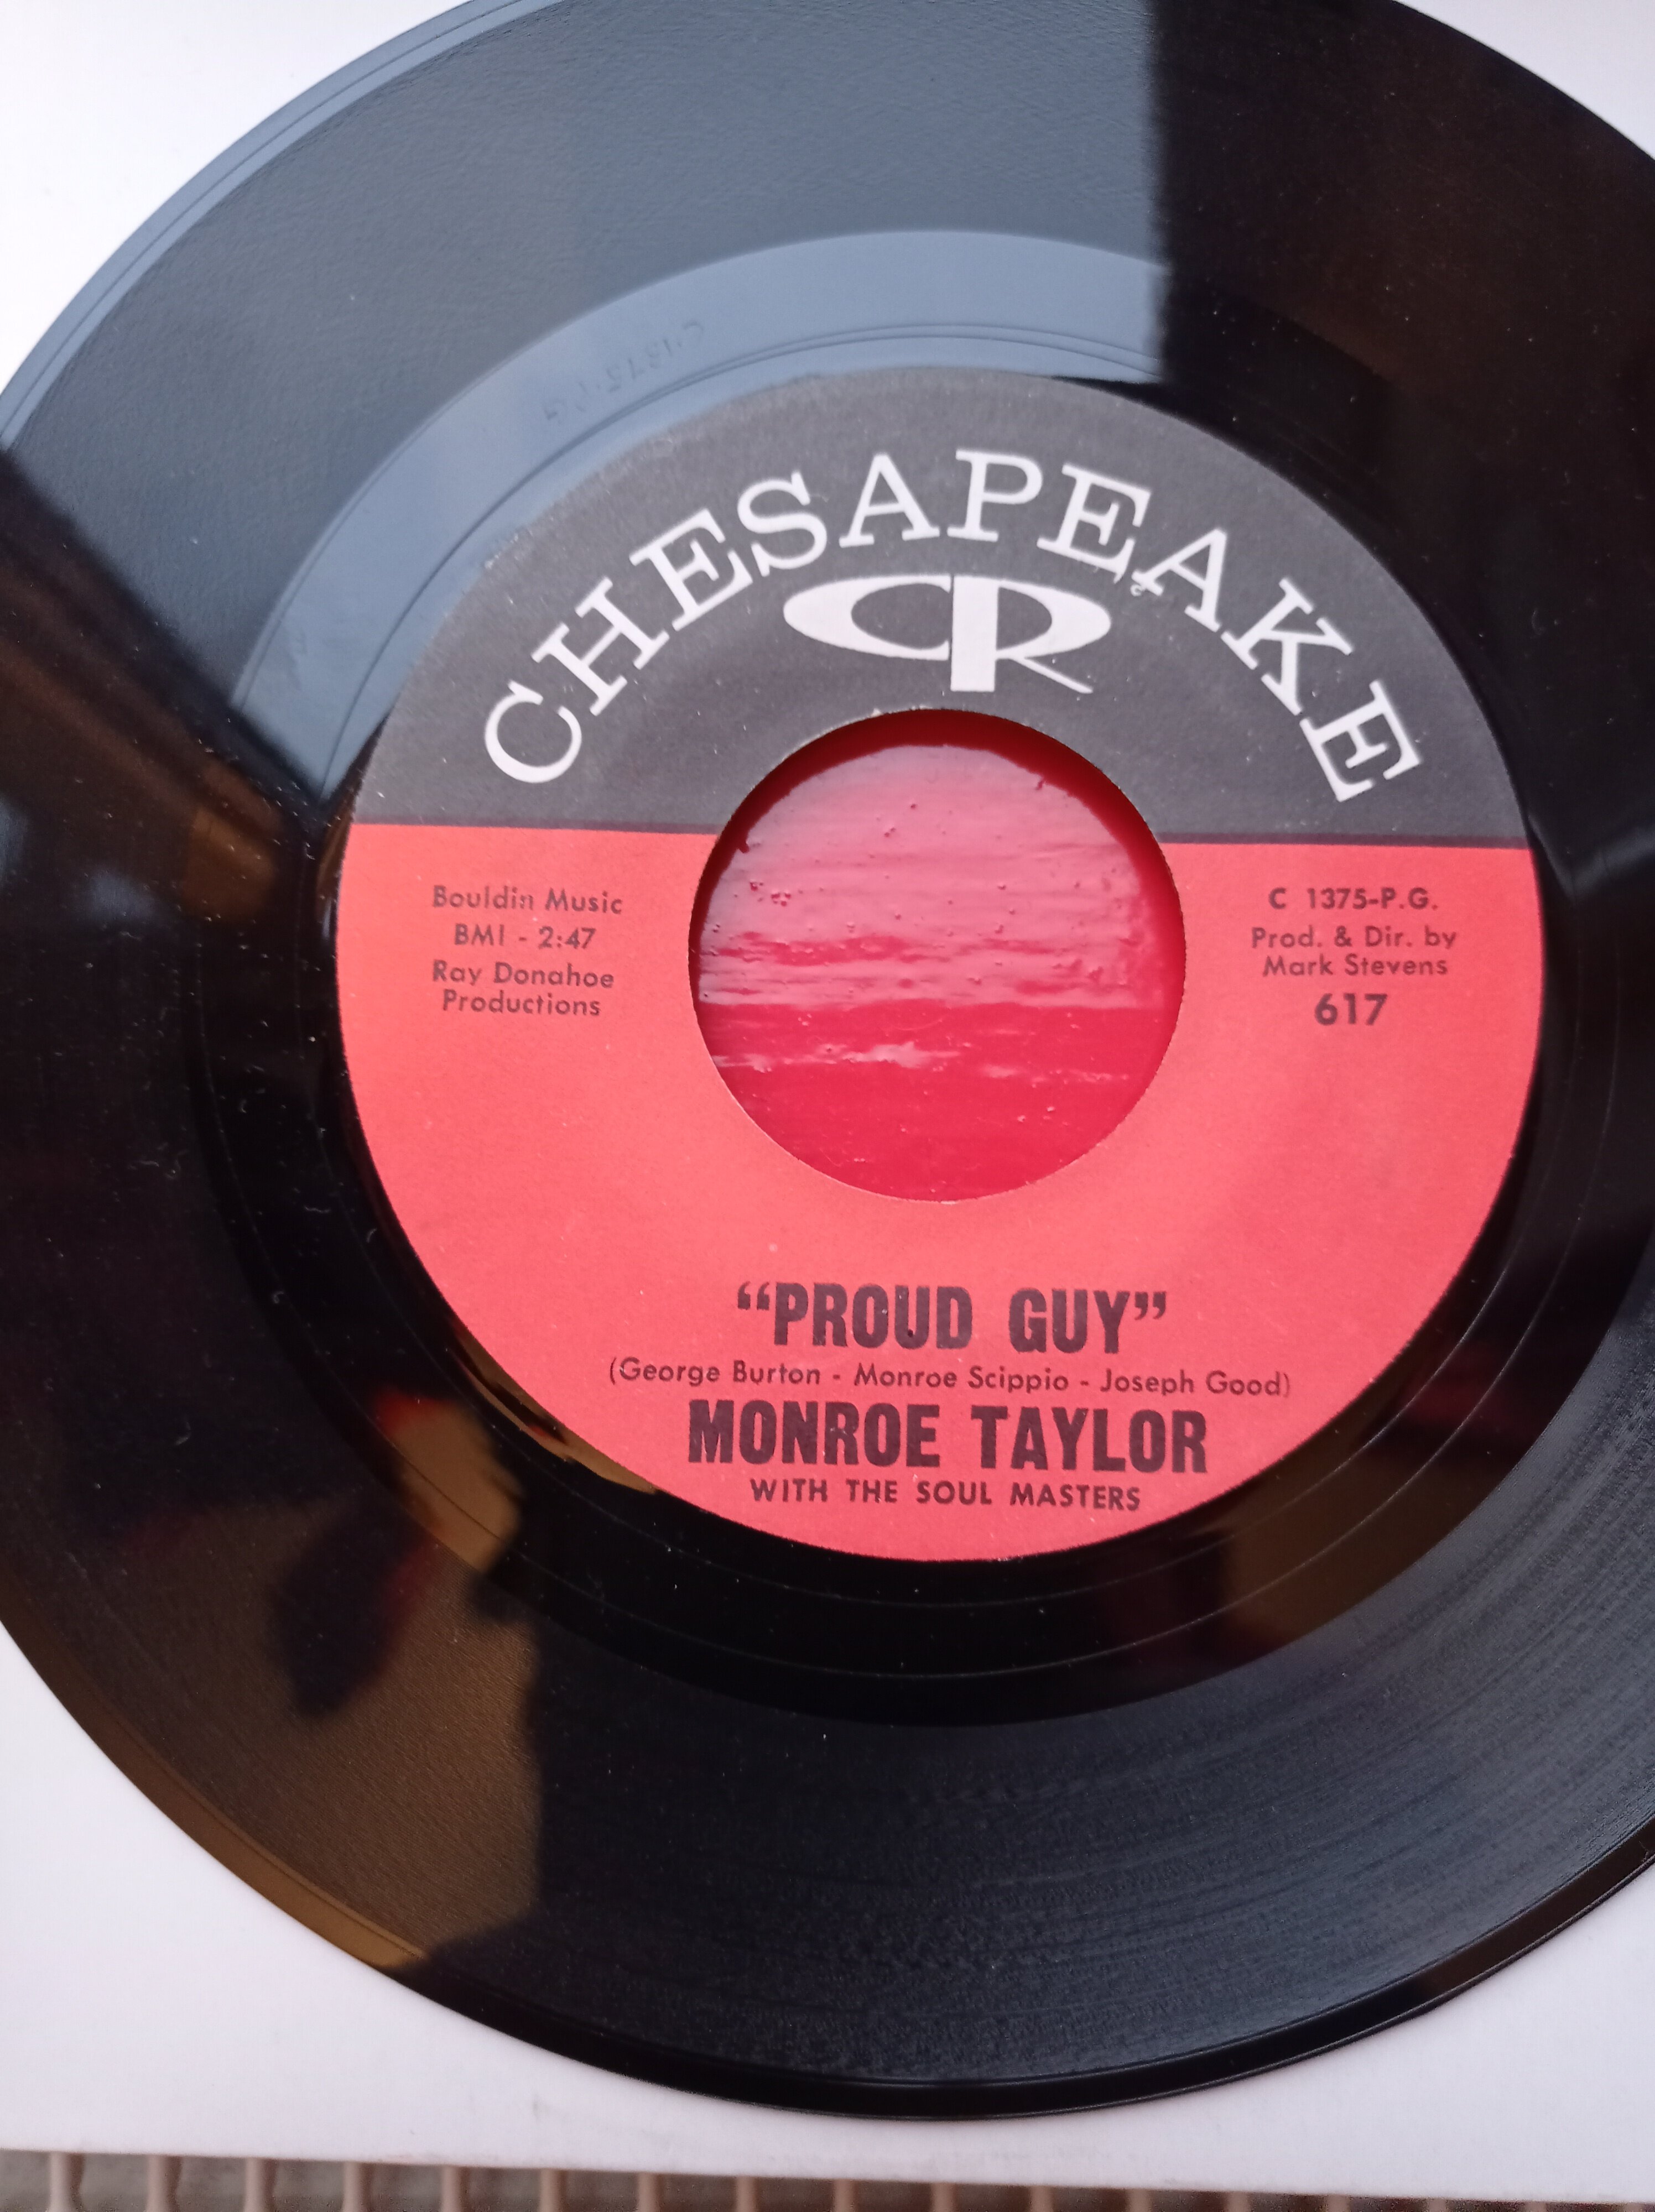 CHESAPEAKE
CR
Bouldin Music
BMI - 2:47
Ray Donahoe
Productions
C 1375-P.G.
Prod. & Dir. by
Mark Stevens
617
“PROUD GUY”
(George Burton - Monroe Scippio - Joseph Good)
MONROE TAYLOR
WITH THE SOUL MASTERS